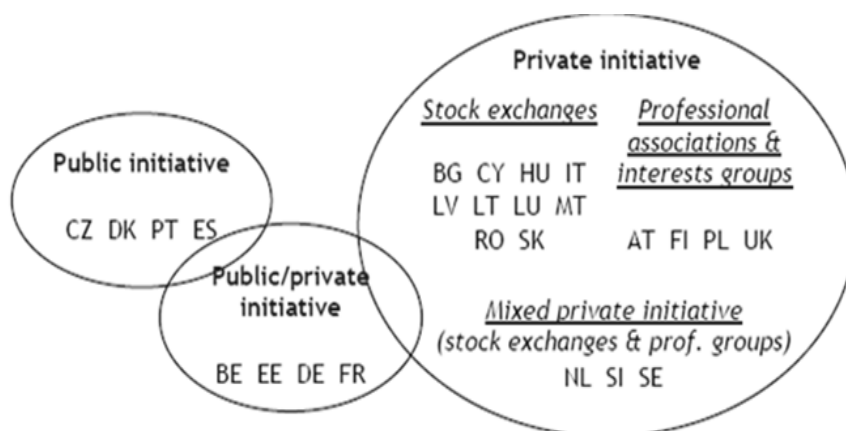 Public initiative
CZ DK PT ES
Public/private
initiative
BE EE DE FR
Private initiative
Stock exchanges
BG CY HU IT
LV LT LU MT
RO SK
Professional
associations &
interests groups
AT FI PL UK
Mixed private initiative
(stock exchanges & prof. groups)
NL SI SE